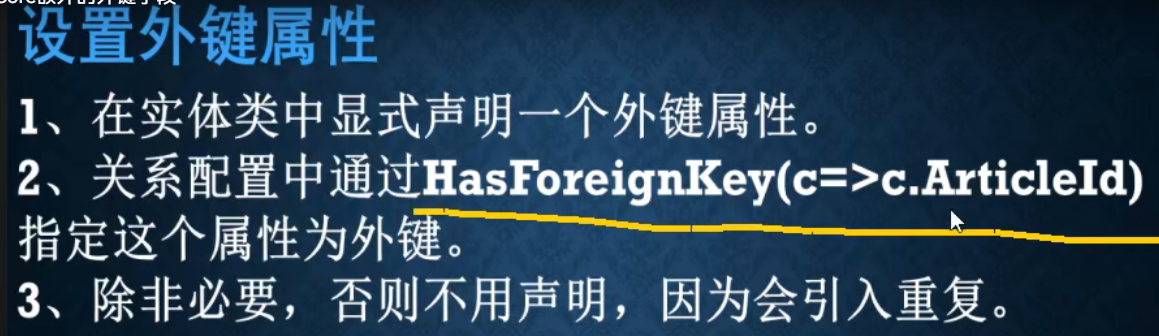 设置外键属性
1、在实体类中显式声明一个外键属性。
2、关系配置中通过HasForeignKey(c=>c.ArticleId)
指定这个属性为外键。
3、除非必要，否则不用声明，因为会引入重复。